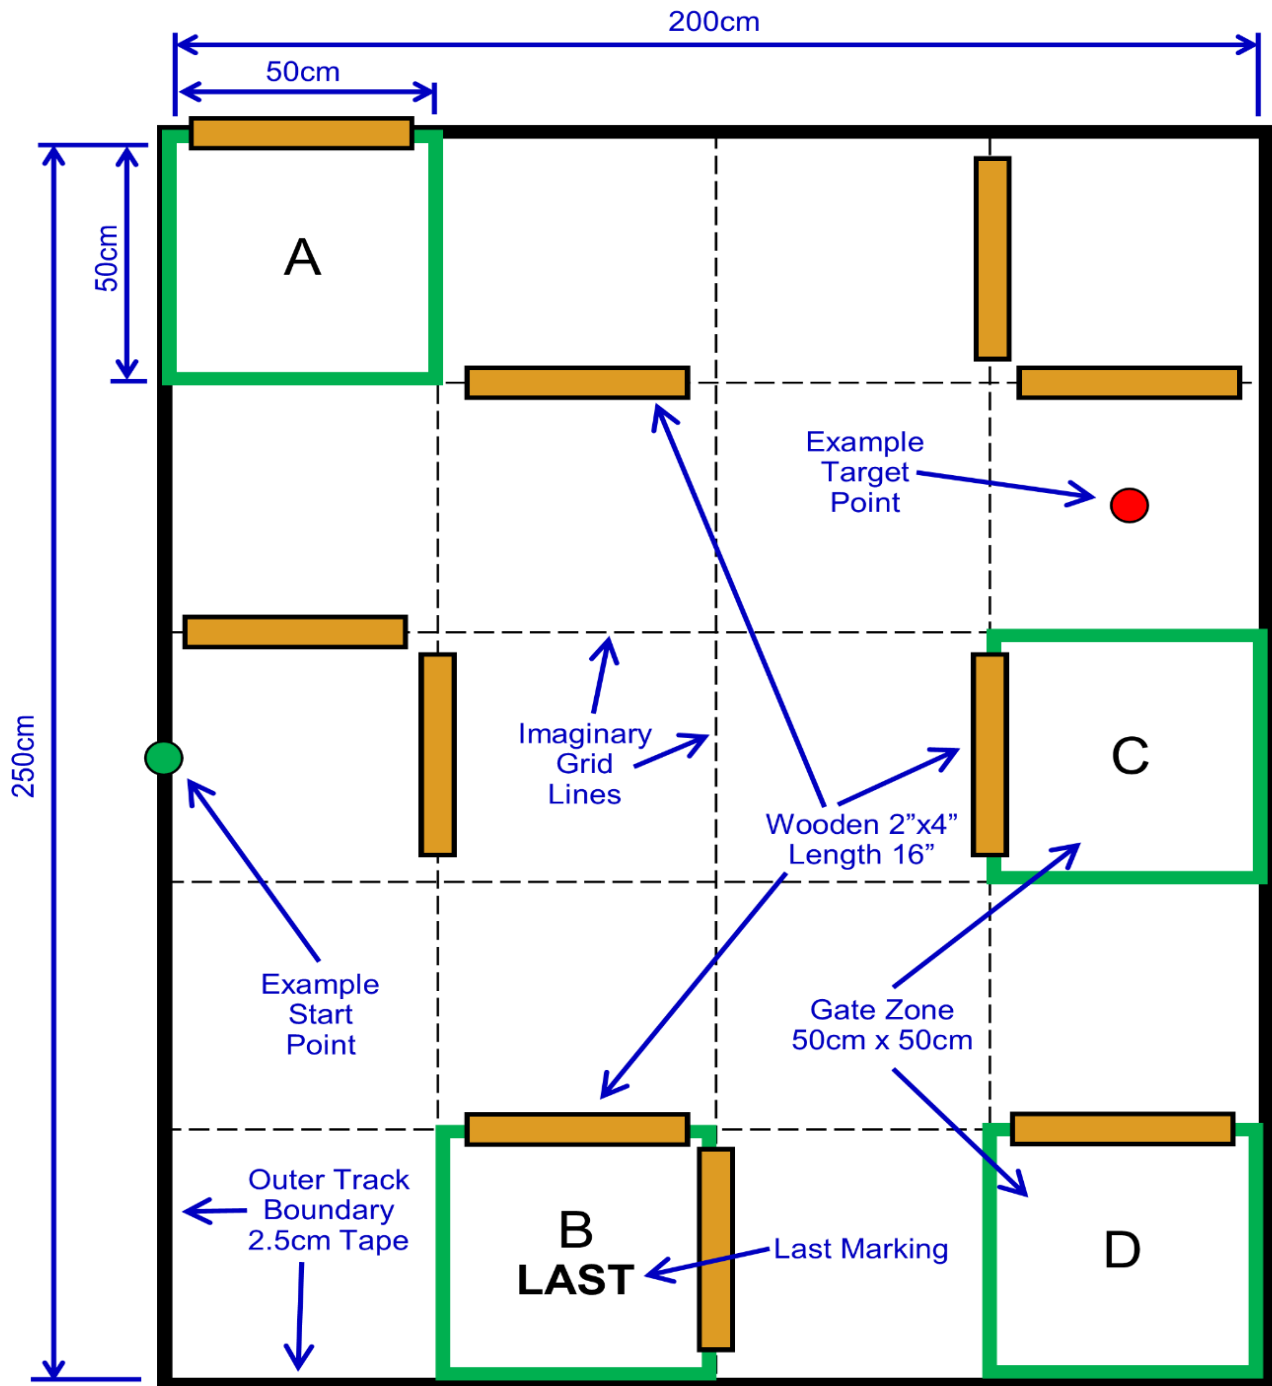 200cm
50cm
50cm
A
Example
Target
Point
250cm
Imaginary
Grid
Lines
C
Wooden 2”x4”
Length 16”
Example
Start
Point
Gate Zone
50cm x 50cm
Outer Track
Boundary
2.5cm Tape
B
LAST
Last Marking
D